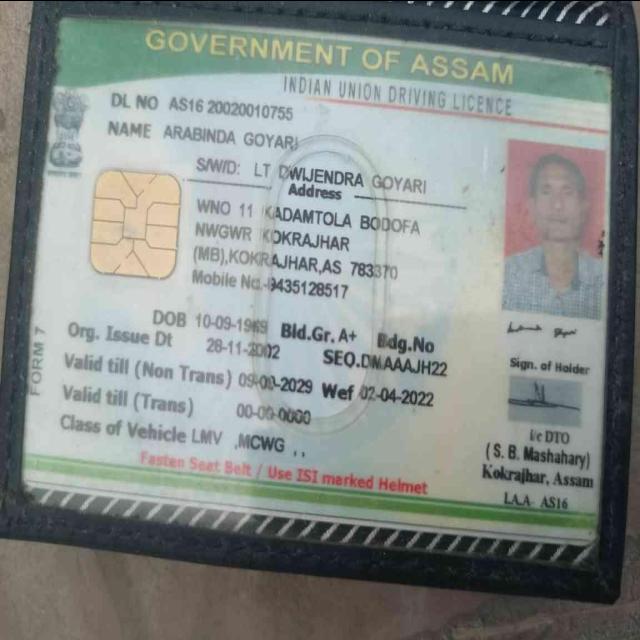 GOVERNMENT OF ASSAM
INDIAN UNION DRIVING LICENCE
DL NO AS16 20020010755
NAME ARABINDA GOYARI
S/W/D: LT DWIJENDRA GOYARI
Address
WNO 11 KADAMTOLA BODOFA
NWGWR KOKRAJHAR
(MB),KOKRAJHAR,AS 783370
Mobile No.-9435128517
DOB 10-09-1969 Bld.Gr. A+ Bdg.No
Org. Issue Dt 28-11-2002 SEQ.DMAAAJH22
Valid till (Non Trans) 09-09-2029 Wef 02-04-2022
Valid till (Trans) 00-00-0000
Class of Vehicle LMV ,MCWG , ,
Fasten Seat Belt / Use ISI marked Helmet
FORM 7
Sign. of Holder
I/c DTO
(S. B. Mashahary)
Kokrajhar, Assam
I.A.A- AS16